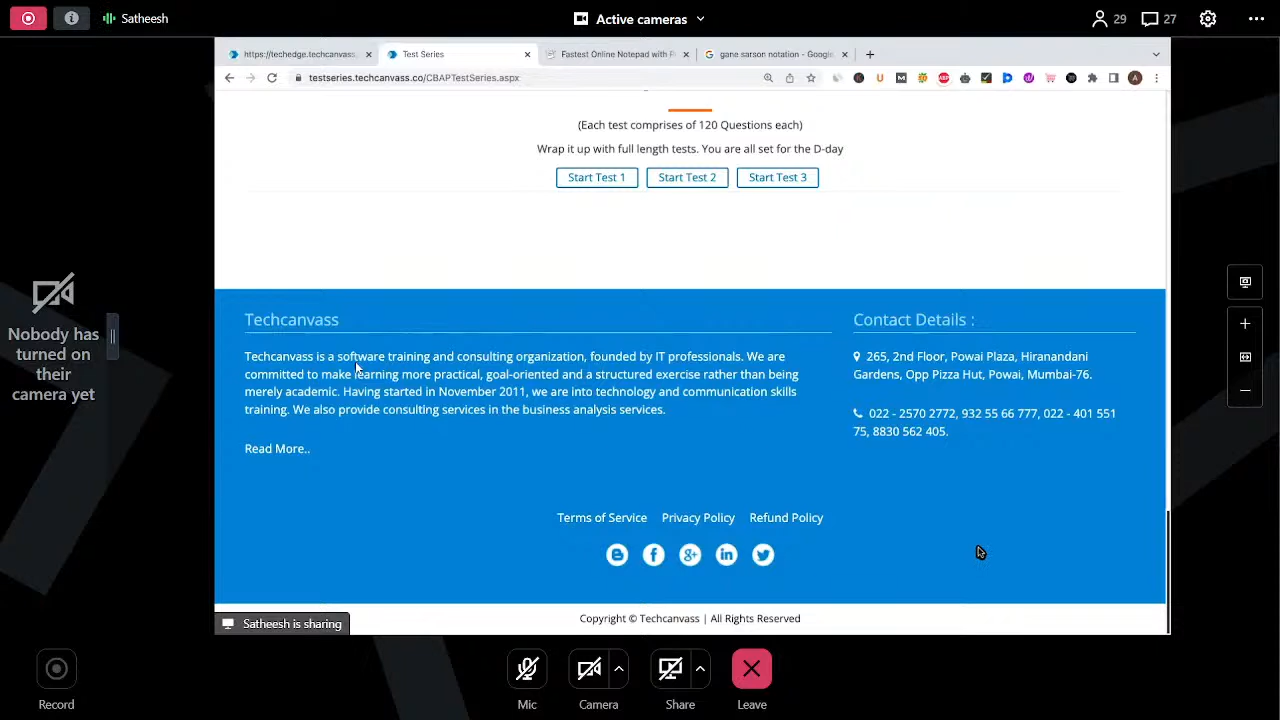 Satheesh
Active cameras
29
27
https://techedge.techcanvass
Test Series
Fastest Online Notepad with
gane sarson notation - Google
testseries.techcanvass.co/CBAPTestSeries.aspx
(Each test comprises of 120 Questions each)
Wrap it up with full length tests. You are all set for the D-day
Start Test 1
Start Test 2
Start Test 3
Techcanvass
Techcanvass is a software training and consulting organization, founded by IT professionals. We are
committed to make learning more practical, goal-oriented and a structured exercise rather than being
merely academic. Having started in November 2011, we are into technology and communication skills
training. We also provide consulting services in the business analysis services.
Read More..
Contact Details :
265, 2nd Floor, Powai Plaza, Hiranandani
Gardens, Opp Pizza Hut, Powai, Mumbai-76.
022 - 2570 2772, 932 55 66 777, 022 - 401 551
75, 8830 562 405.
Nobody has
turned on
their
camera yet
Terms of Service Privacy Policy Refund Policy
Copyright © Techcanvass | All Rights Reserved
Satheesh is sharing
Record
Mic
Camera
Share
Leave